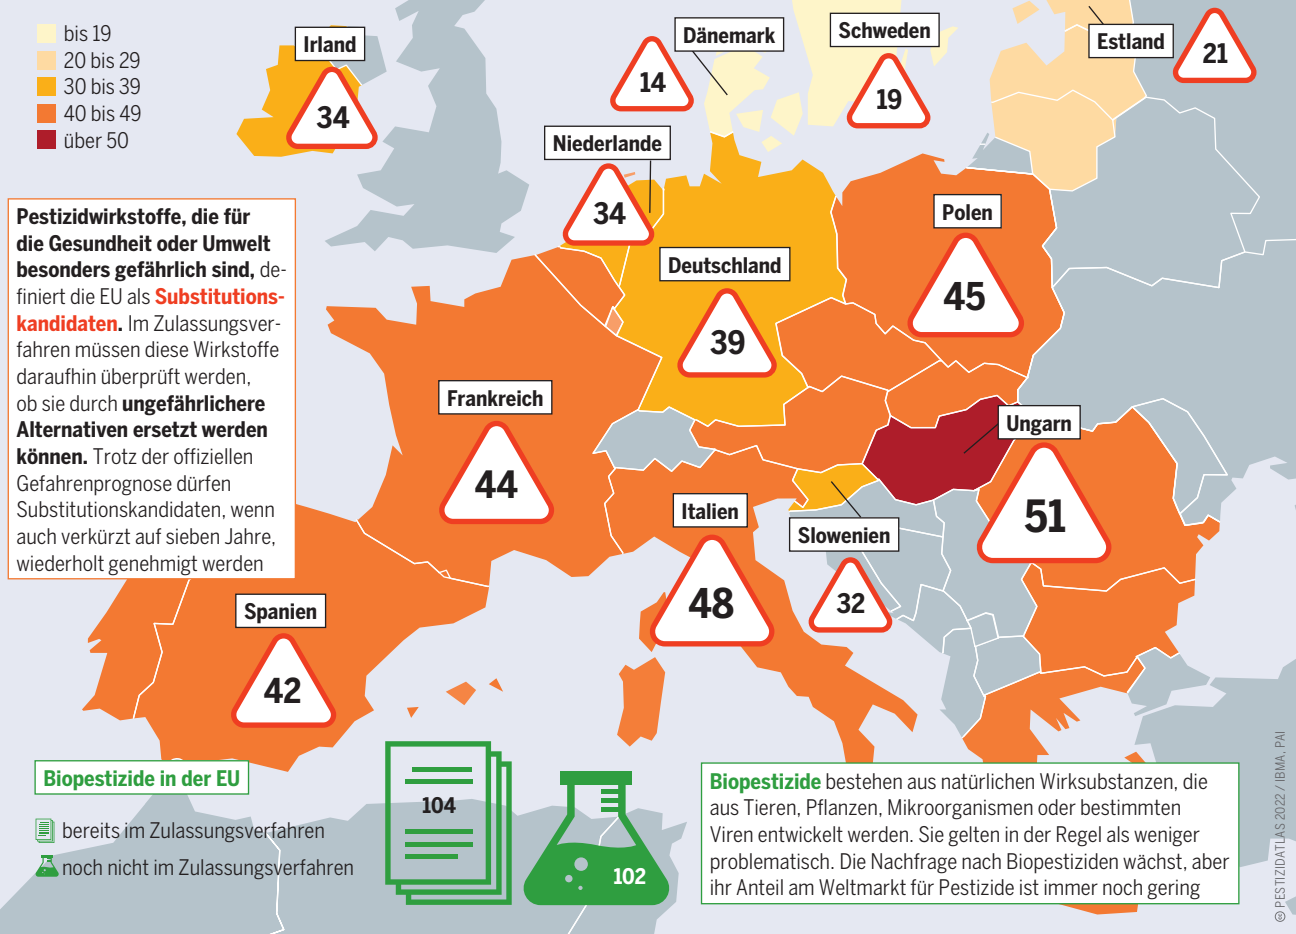 bis 19
20 bis 29
30 bis 39
40 bis 49
über 50
Irland
34
Dänemark
14
Schweden
19
Estland
21
Niederlande
34
Pestizidwirkstoffe, die für
die Gesundheit oder Umwelt
besonders gefährlich sind, de-
finiert die EU als Substitutions-
kandidaten. Im Zulassungsver-
fahren müssen diese Wirkstoffe
daraufhin überprüft werden,
ob sie durch ungefährlichere
Alternativen ersetzt werden
können. Trotz der offiziellen
Gefahrenprognose dürfen
Substitutionskandidaten, wenn
auch verkürzt auf sieben Jahre,
wiederholt genehmigt werden
Polen
45
Deutschland
39
Frankreich
44
Ungarn
51
Italien
48
Slowenien
32
Spanien
42
Biopestizide in der EU
bereits im Zulassungsverfahren
noch nicht im Zulassungsverfahren
104
102
Biopestizide bestehen aus natürlichen Wirksubstanzen, die
aus Tieren, Pflanzen, Mikroorganismen oder bestimmten
Viren entwickelt werden. Sie gelten in der Regel als weniger
problematisch. Die Nachfrage nach Biopestiziden wächst, aber
ihr Anteil am Weltmarkt für Pestizide ist immer noch gering
PESTIZIDATLAS 2022 / IBMA, PAI